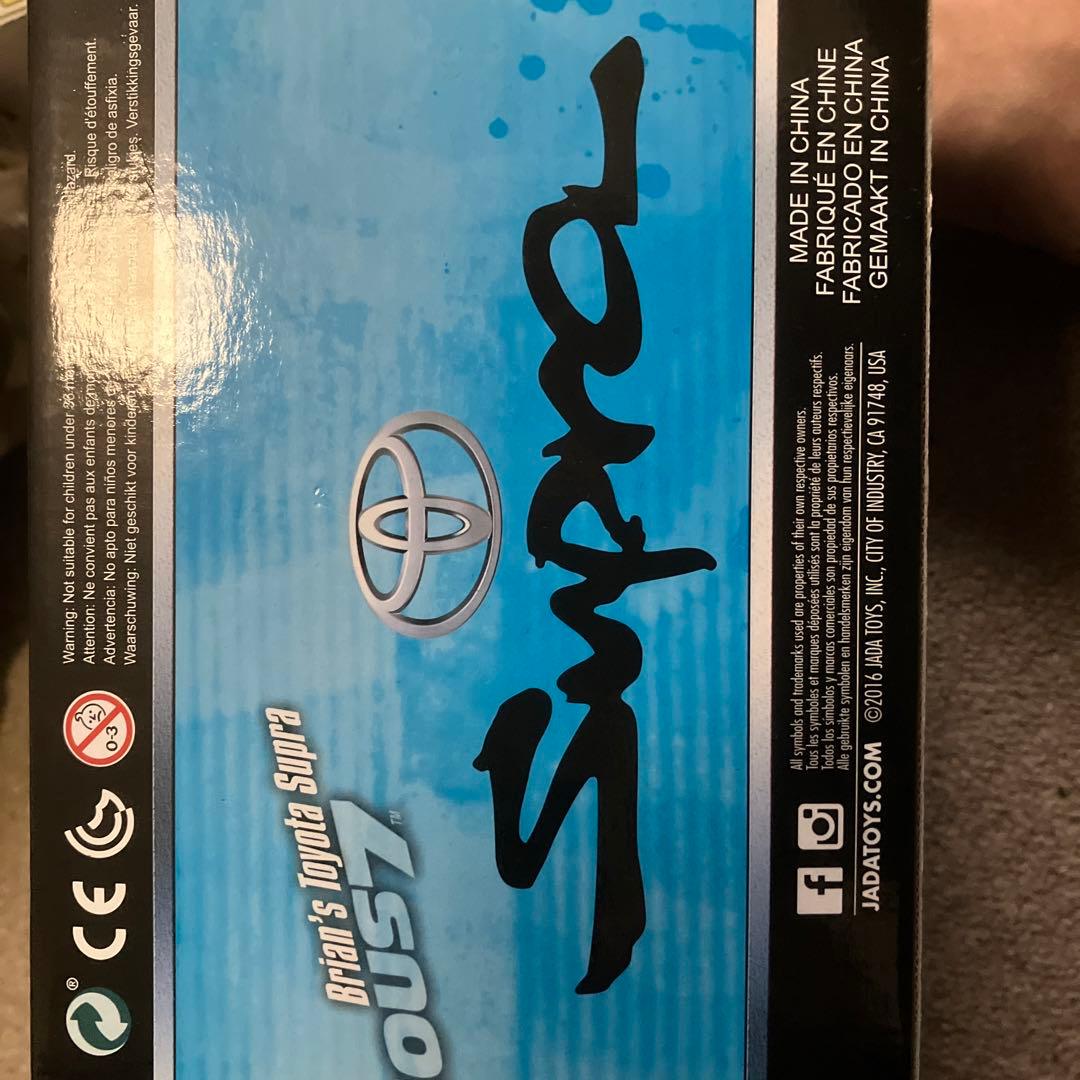 Warning: Not suitable for children under 36 azard.
Attention: Ne convient pas aux enfants de Risque d'étouffement.
Advertencia: No apto para niños menores de asfixia.
Waarschuwing: Niet geschikt voor kinderen Verstikkingsgevaar.
® CE 0-3
Brian's Toyota Supra
OUS7™
Supra
All symbols and trademarks used are properties of their own respective owners.
Tous les symboles et marques déposées utilisés sont la propriété de leurs auteurs respectifs.
Todos los símbolos y marcas comerciales son propiedad de sus propietarios respectivos.
Alle gebruikte symbolen en handelsmerken zijn eigendom van hun respectievelijke eigenaars.
JADATOYS.COM ©2016 JADA TOYS, INC., CITY OF INDUSTRY, CA 91748, USA
MADE IN CHINA
FABRIQUÉ EN CHINE
FABRICADO EN CHINA
GEMAAKT IN CHINA